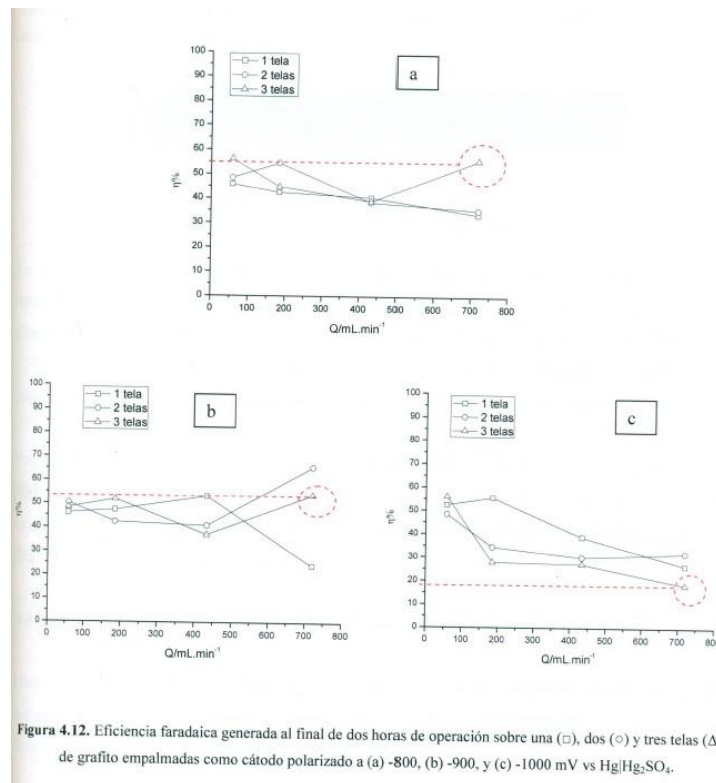 100
90
80
70
60
50
40
30
20
10
0
η%
1 tela
2 telas
3 telas
a
0 100 200 300 400 500 600 700 800
Q/mL.min⁻¹
100
90
80
70
60
50
40
30
20
10
0
η%
1 tela
2 telas
3 telas
b
0 100 200 300 400 500 600 700 800
Q/mL.min⁻¹
100
90
80
70
60
50
40
30
20
10
0
η%
1 tela
2 telas
3 telas
c
0 100 200 300 400 500 600 700 800
Q/mL.min⁻¹
Figura 4.12. Eficiencia faradaica generada al final de dos horas de operación sobre una (□), dos (○) y tres telas (Δ
de grafito empalmadas como cátodo polarizado a (a) -800, (b) -900, y (c) -1000 mV vs Hg|Hg₂SO₄.